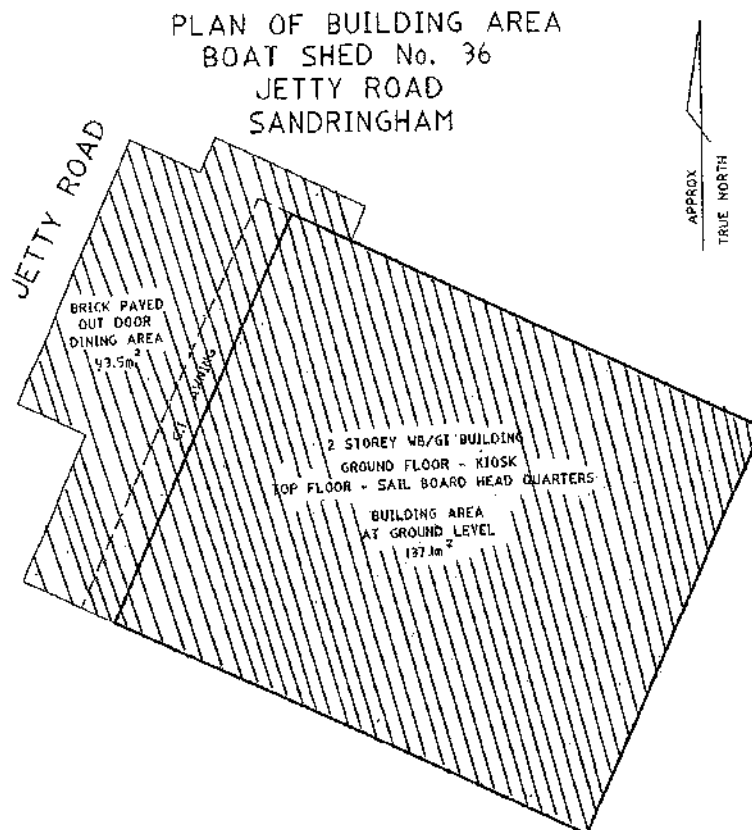 PLAN OF BUILDING AREA
BOAT SHED No. 36
JETTY ROAD
SANDRINGHAM
APPROX
TRUE NORTH
JETTY ROAD
BRICK PAVED
OUT DOOR
DINING AREA
93.5m²
G.I AWNING
2 STOREY WB/GI BUILDING
GROUND FLOOR - KIOSK
TOP FLOOR - SAIL BOARD HEAD QUARTERS
BUILDING AREA
AT GROUND LEVEL
137.1m²